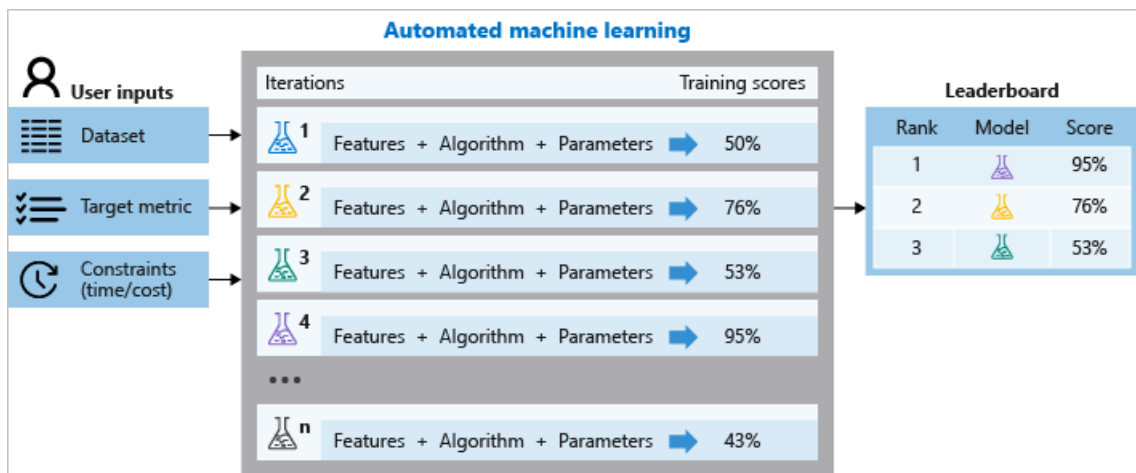 Automated machine learning
User inputs
Dataset
Target metric
Constraints
(time/cost)
Iterations Training scores
1 Features + Algorithm + Parameters 50%
2 Features + Algorithm + Parameters 76%
3 Features + Algorithm + Parameters 53%
4 Features + Algorithm + Parameters 95%
•••
n Features + Algorithm + Parameters 43%
Leaderboard
Rank Model Score
1 95%
2 76%
3 53%